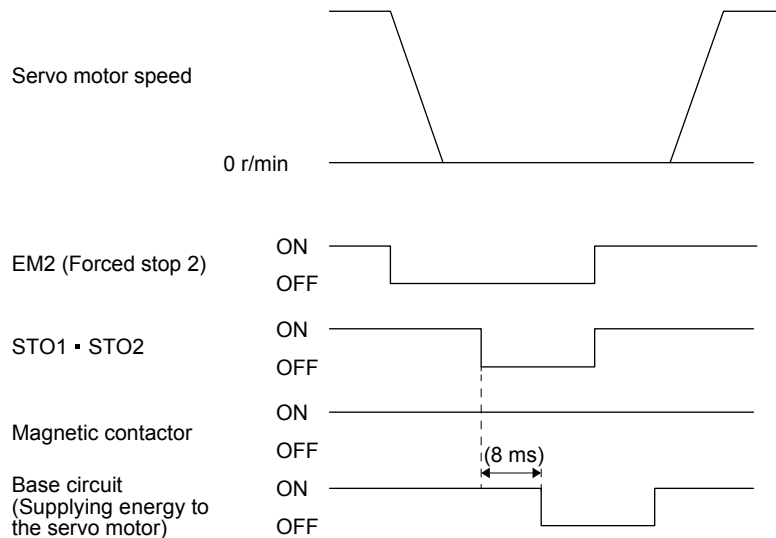 Servo motor speed
0 r/min
EM2 (Forced stop 2)
ON
OFF
STO1 ▪ STO2
ON
OFF
Magnetic contactor
ON
OFF
(8 ms)
Base circuit
(Supplying energy to
the servo motor)
ON
OFF